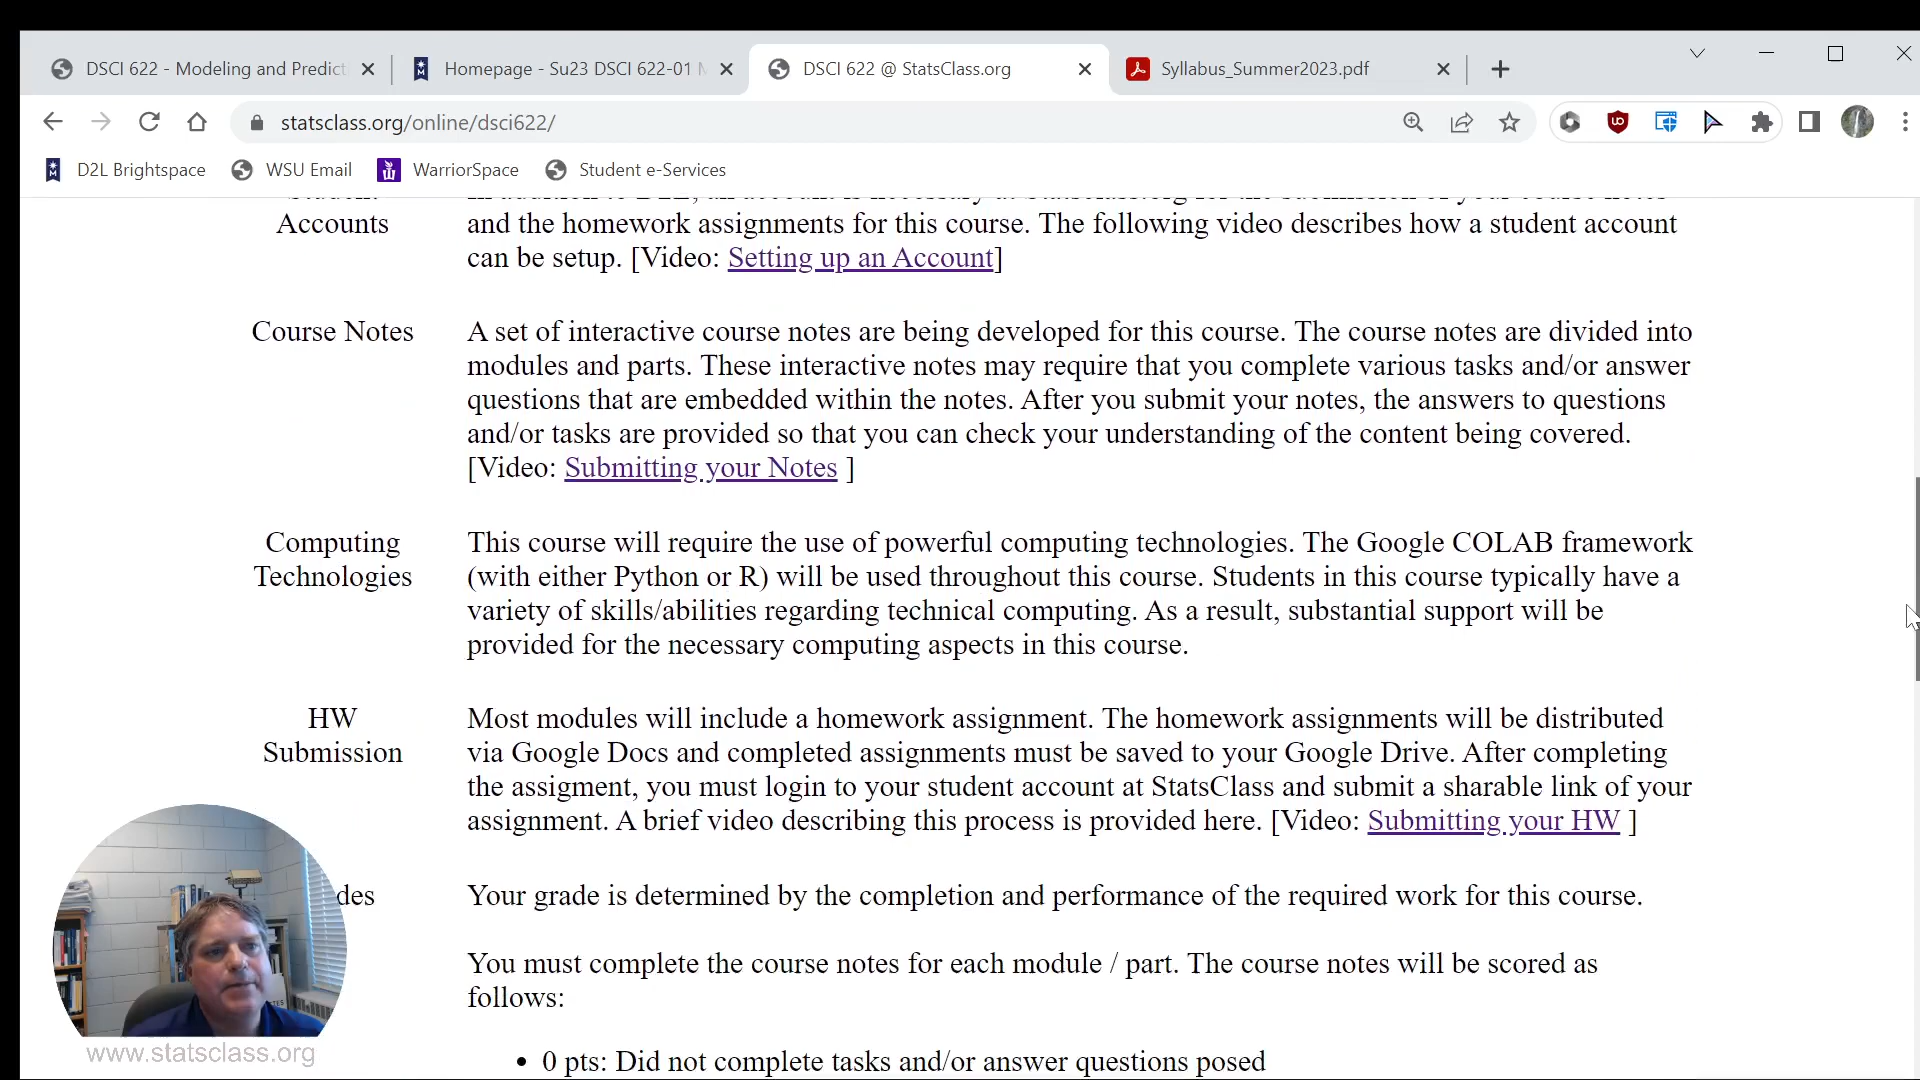 DSCI 622 - Modeling and Predict
Homepage - Su23 DSCI 622-01 M
DSCI 622 @ StatsClass.org
Syllabus_Summer2023.pdf
statsclass.org/online/dsci622/
D2L Brightspace
WSU Email
WarriorSpace
Student e-Services
Accounts
and the homework assignments for this course. The following video describes how a student account
can be setup. [Video: Setting up an Account]
Course Notes
A set of interactive course notes are being developed for this course. The course notes are divided into
modules and parts. These interactive notes may require that you complete various tasks and/or answer
questions that are embedded within the notes. After you submit your notes, the answers to questions
and/or tasks are provided so that you can check your understanding of the content being covered.
[Video: Submitting your Notes ]
Computing
Technologies
This course will require the use of powerful computing technologies. The Google COLAB framework
(with either Python or R) will be used throughout this course. Students in this course typically have a
variety of skills/abilities regarding technical computing. As a result, substantial support will be
provided for the necessary computing aspects in this course.
HW
Submission
Most modules will include a homework assignment. The homework assignments will be distributed
via Google Docs and completed assignments must be saved to your Google Drive. After completing
the assigment, you must login to your student account at StatsClass and submit a sharable link of your
assignment. A brief video describing this process is provided here. [Video: Submitting your HW ]
des
Your grade is determined by the completion and performance of the required work for this course.
You must complete the course notes for each module / part. The course notes will be scored as
follows:
• 0 pts: Did not complete tasks and/or answer questions posed
www.statsclass.org